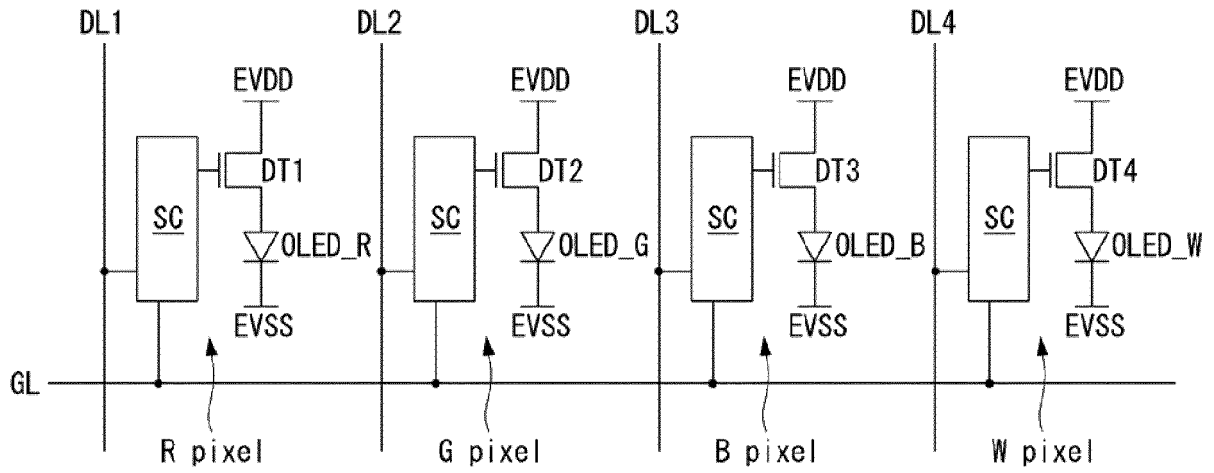 DL1 DL2 DL3 DL4
EVDD EVDD EVDD EVDD
SC DT1 SC DT2 SC DT3 SC DT4
OLED_R OLED_G OLED_B OLED_W
EVSS EVSS EVSS EVSS
GL
R pixel G pixel B pixel W pixel